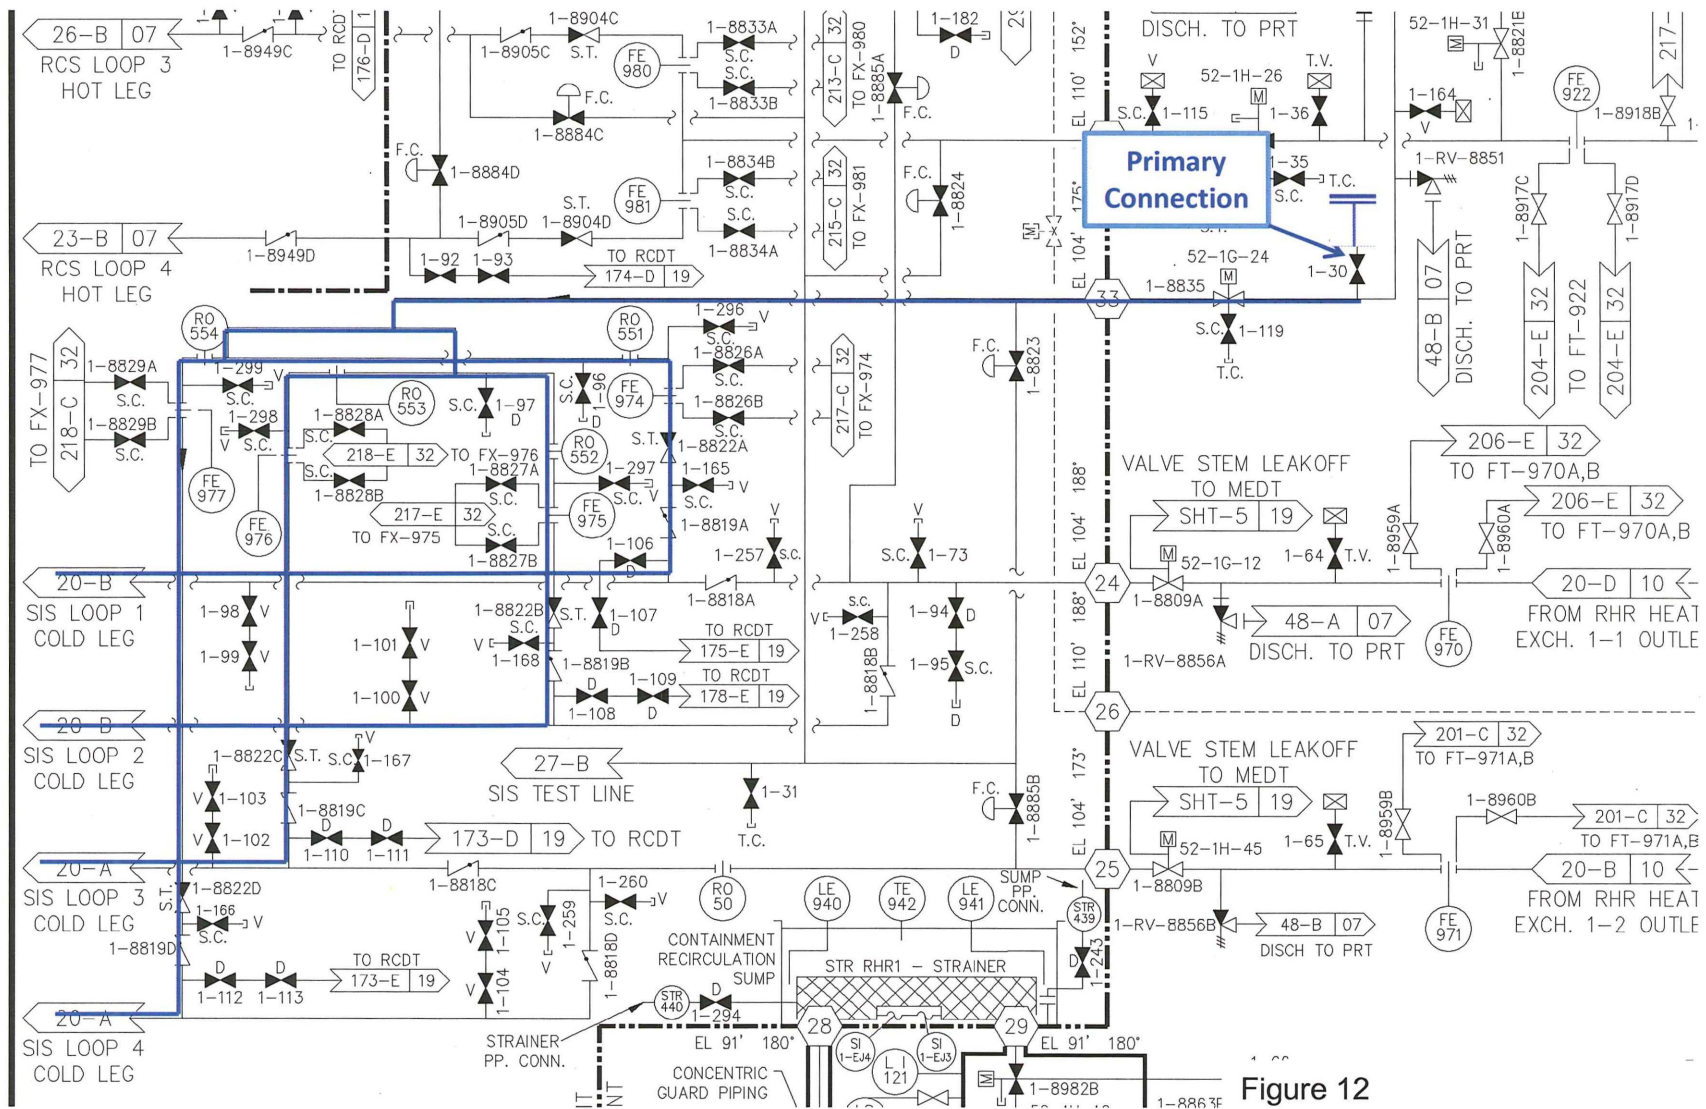 26-B 07
RCS LOOP 3
HOT LEG
1-8949C
TO RCD
176-D 1
1-8904C
1-8905C
S.T.
FE
980
1-8833A
S.C.
S.C.
1-8833B
213-C 32
TO FX-980
1-8885A
F.C.
1-182
D
EL 110' 152°
DISCH. TO PRT
V
S.C.
1-115
52-1H-26
M
T.V.
1-36
52-1H-31
M
1-8821E
1-164
V
FE
922
1-8918B
217-
F.C.
1-8884C
F.C.
1-8884D
S.T.
1-8905D
1-8904D
FE
981
1-8834B
S.C.
S.C.
1-8834A
215-C 32
TO FX-981
F.C.
1-8824
M
EL 104' 175°
Primary
Connection
1-35
S.C.
T.C.
1-RV-8851
1-8917C
1-8917D
23-B 07
RCS LOOP 4
HOT LEG
1-8949D
1-92
1-93
TO RCDT
174-D 19
33
52-1G-24
M
1-8835
1-30
S.C.
1-119
T.C.
48-B 07
DISCH. TO PRT
204-E 32
TO FT-922
204-E 32
RO
554
RO
551
1-296
V
S.C.
TO FX-977
218-C 32
1-8829A
S.C.
1-8829B
S.C.
1-299
V
S.C.
1-298
V
S.C.
1-8828A
S.C.
218-E 32
TO FX-976
S.C.
1-8828B
RO
553
S.C.
1-97
D
S.C.
1-96
D
FE
974
1-8826A
S.C.
1-8826B
S.C.
217-C 32
TO FX-974
F.C.
1-8823
FE
977
FE
976
RO
552
S.T.
1-8822A
1-8827A
S.C.
217-E 32
TO FX-975
S.C.
1-8827B
FE
975
1-297
S.C.
V
1-165
S.C.
V
1-8819A
1-106
D
1-257
V
S.C.
V
S.C.
1-73
EL 104' 188°
VALVE STEM LEAKOFF
TO MEDT
SHT-5 19
52-1G-12
M
1-64
T.V.
206-E 32
TO FT-970A,B
206-E 32
TO FT-970A,B
1-8959A
1-8960A
20-B
SIS LOOP 1
COLD LEG
1-8818A
24
1-8809A
20-D 10
FROM RHR HEAT
EXCH. 1-1 OUTLE
1-98
V
1-99
V
1-101
V
1-100
V
1-8822B
S.T.
S.C.
V
1-168
1-107
D
1-8819B
TO RCDT
175-E 19
TO RCDT
178-E 19
D
1-108
1-109
D
S.C.
V
1-258
1-8818B
1-94
D
1-95
S.C.
D
EL 110' 188°
48-A 07
DISCH. TO PRT
1-RV-8856A
FE
970
20-B
SIS LOOP 2
COLD LEG
26
1-8822C
S.T.
S.C.
V
1-167
27-B
SIS TEST LINE
1-31
T.C.
F.C.
1-8885B
EL 104' 173°
VALVE STEM LEAKOFF
TO MEDT
SHT-5 19
52-1H-45
M
1-65
T.V.
201-C 32
TO FT-971A,B
1-8959B
1-8960B
201-C 32
TO FT-971A,B
V
1-103
V
1-102
1-8819C
D
1-110
D
1-111
173-D 19
TO RCDT
20-A
SIS LOOP 3
COLD LEG
1-8818C
RO
50
25
1-8809B
20-B 10
FROM RHR HEAT
EXCH. 1-2 OUTLE
S.T.
1-8822D
1-166
V
S.C.
1-8819D
V
1-105
V
1-104
S.C.
V
1-259
1-260
V
S.C.
1-8818D
LE
940
TE
942
LE
941
SUMP
PP.
CONN.
STR
439
D
1-243
1-RV-8856B
48-B 07
DISCH TO PRT
FE
971
CONTAINMENT
RECIRCULATION
SUMP
STR RHR1 - STRAINER
D
1-112
D
1-113
TO RCDT
173-E 19
STR
440
D
1-294
20-A
SIS LOOP 4
COLD LEG
STRAINER
PP. CONN.
28
29
EL 91' 180°
EL 91' 180°
SI
1-EJ4
SI
1-EJ3
LI
121
CONCENTRIC
GUARD PIPING
M
1-8982B
1-8863F
Figure 12